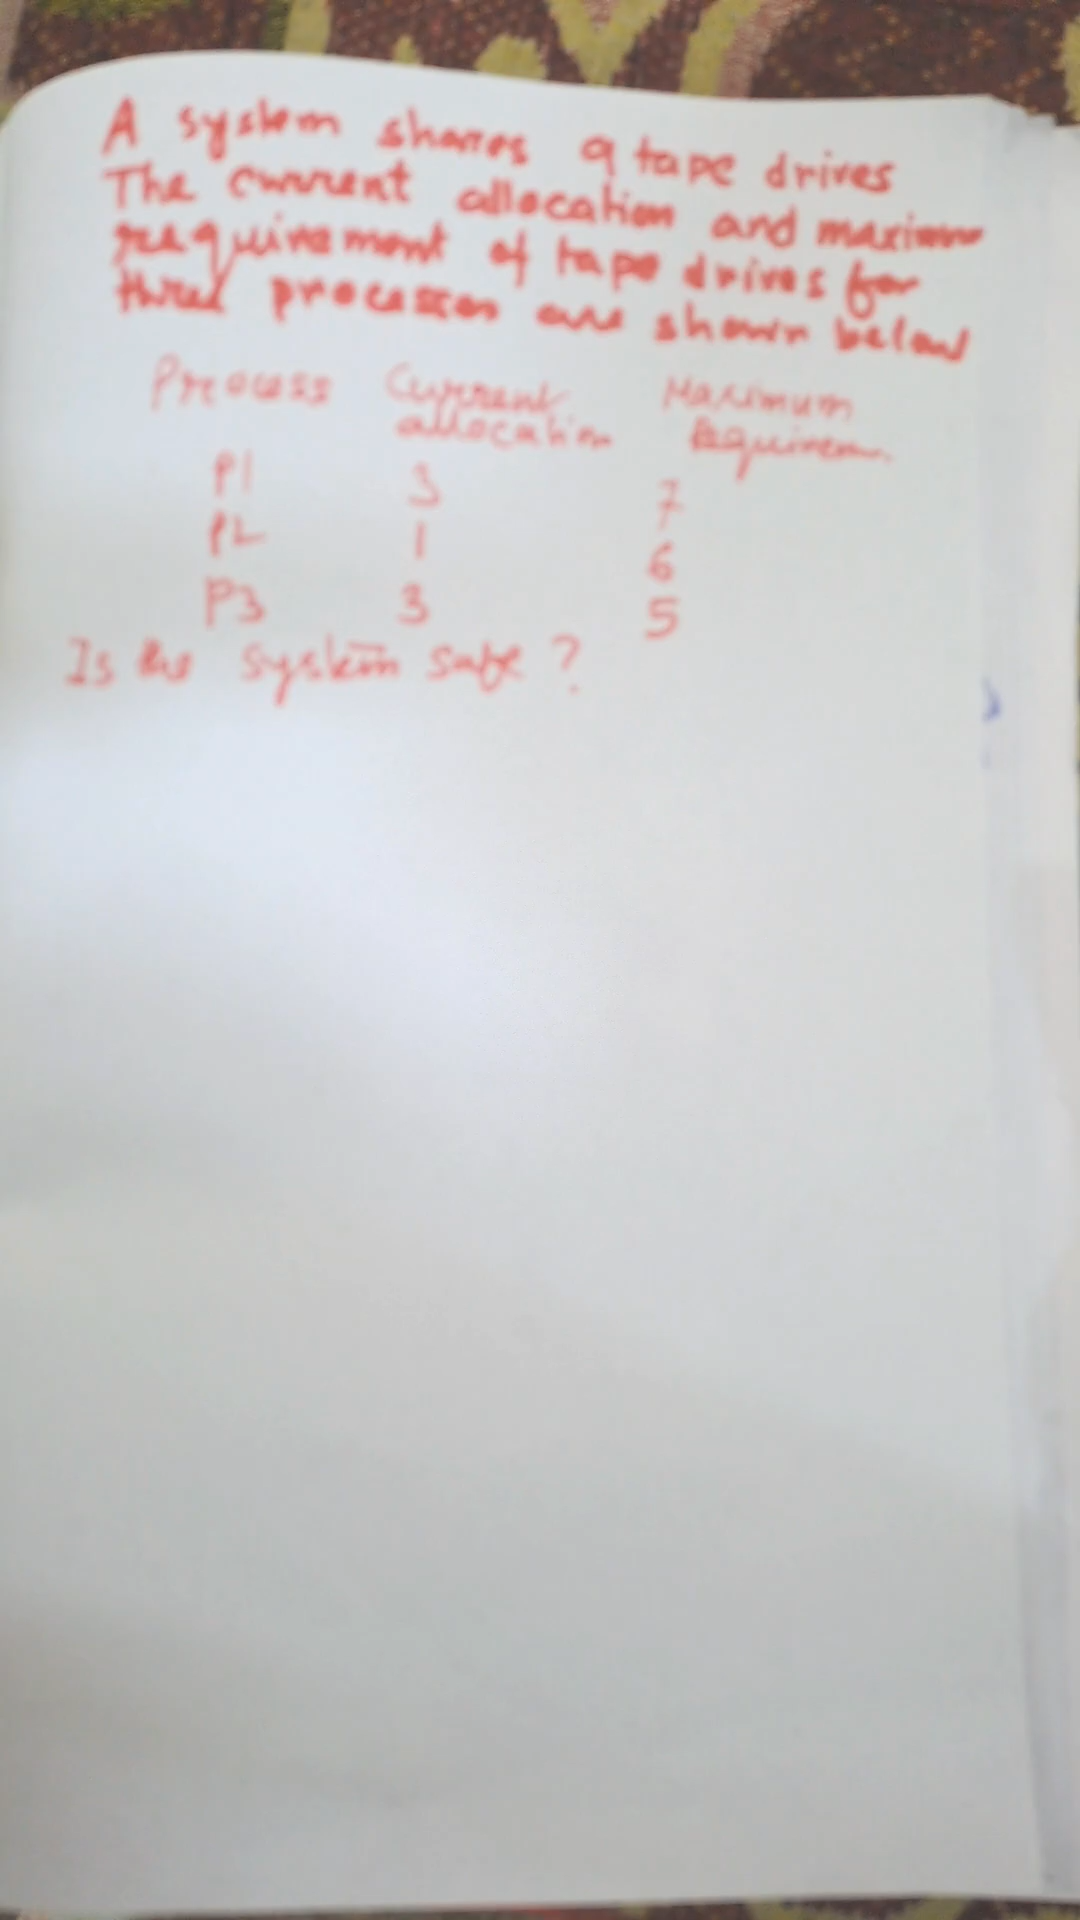 A system shares 9 tape drives
The current allocation and maximum
requirement of tape drives for
three processes are shown below
Process Current allocation Maximum Requirem.
P1 3 7
P2 1 6
P3 3 5
Is the system safe ?